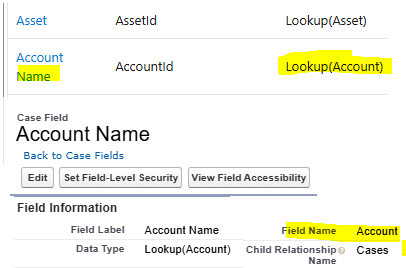 Asset AssetId Lookup(Asset)
Account Name AccountId Lookup(Account)
Case Field
Account Name
Back to Case Fields
Edit Set Field-Level Security View Field Accessibility
Field Information
Field Label Account Name Field Name Account
Data Type Lookup(Account) Child Relationship Name Cases